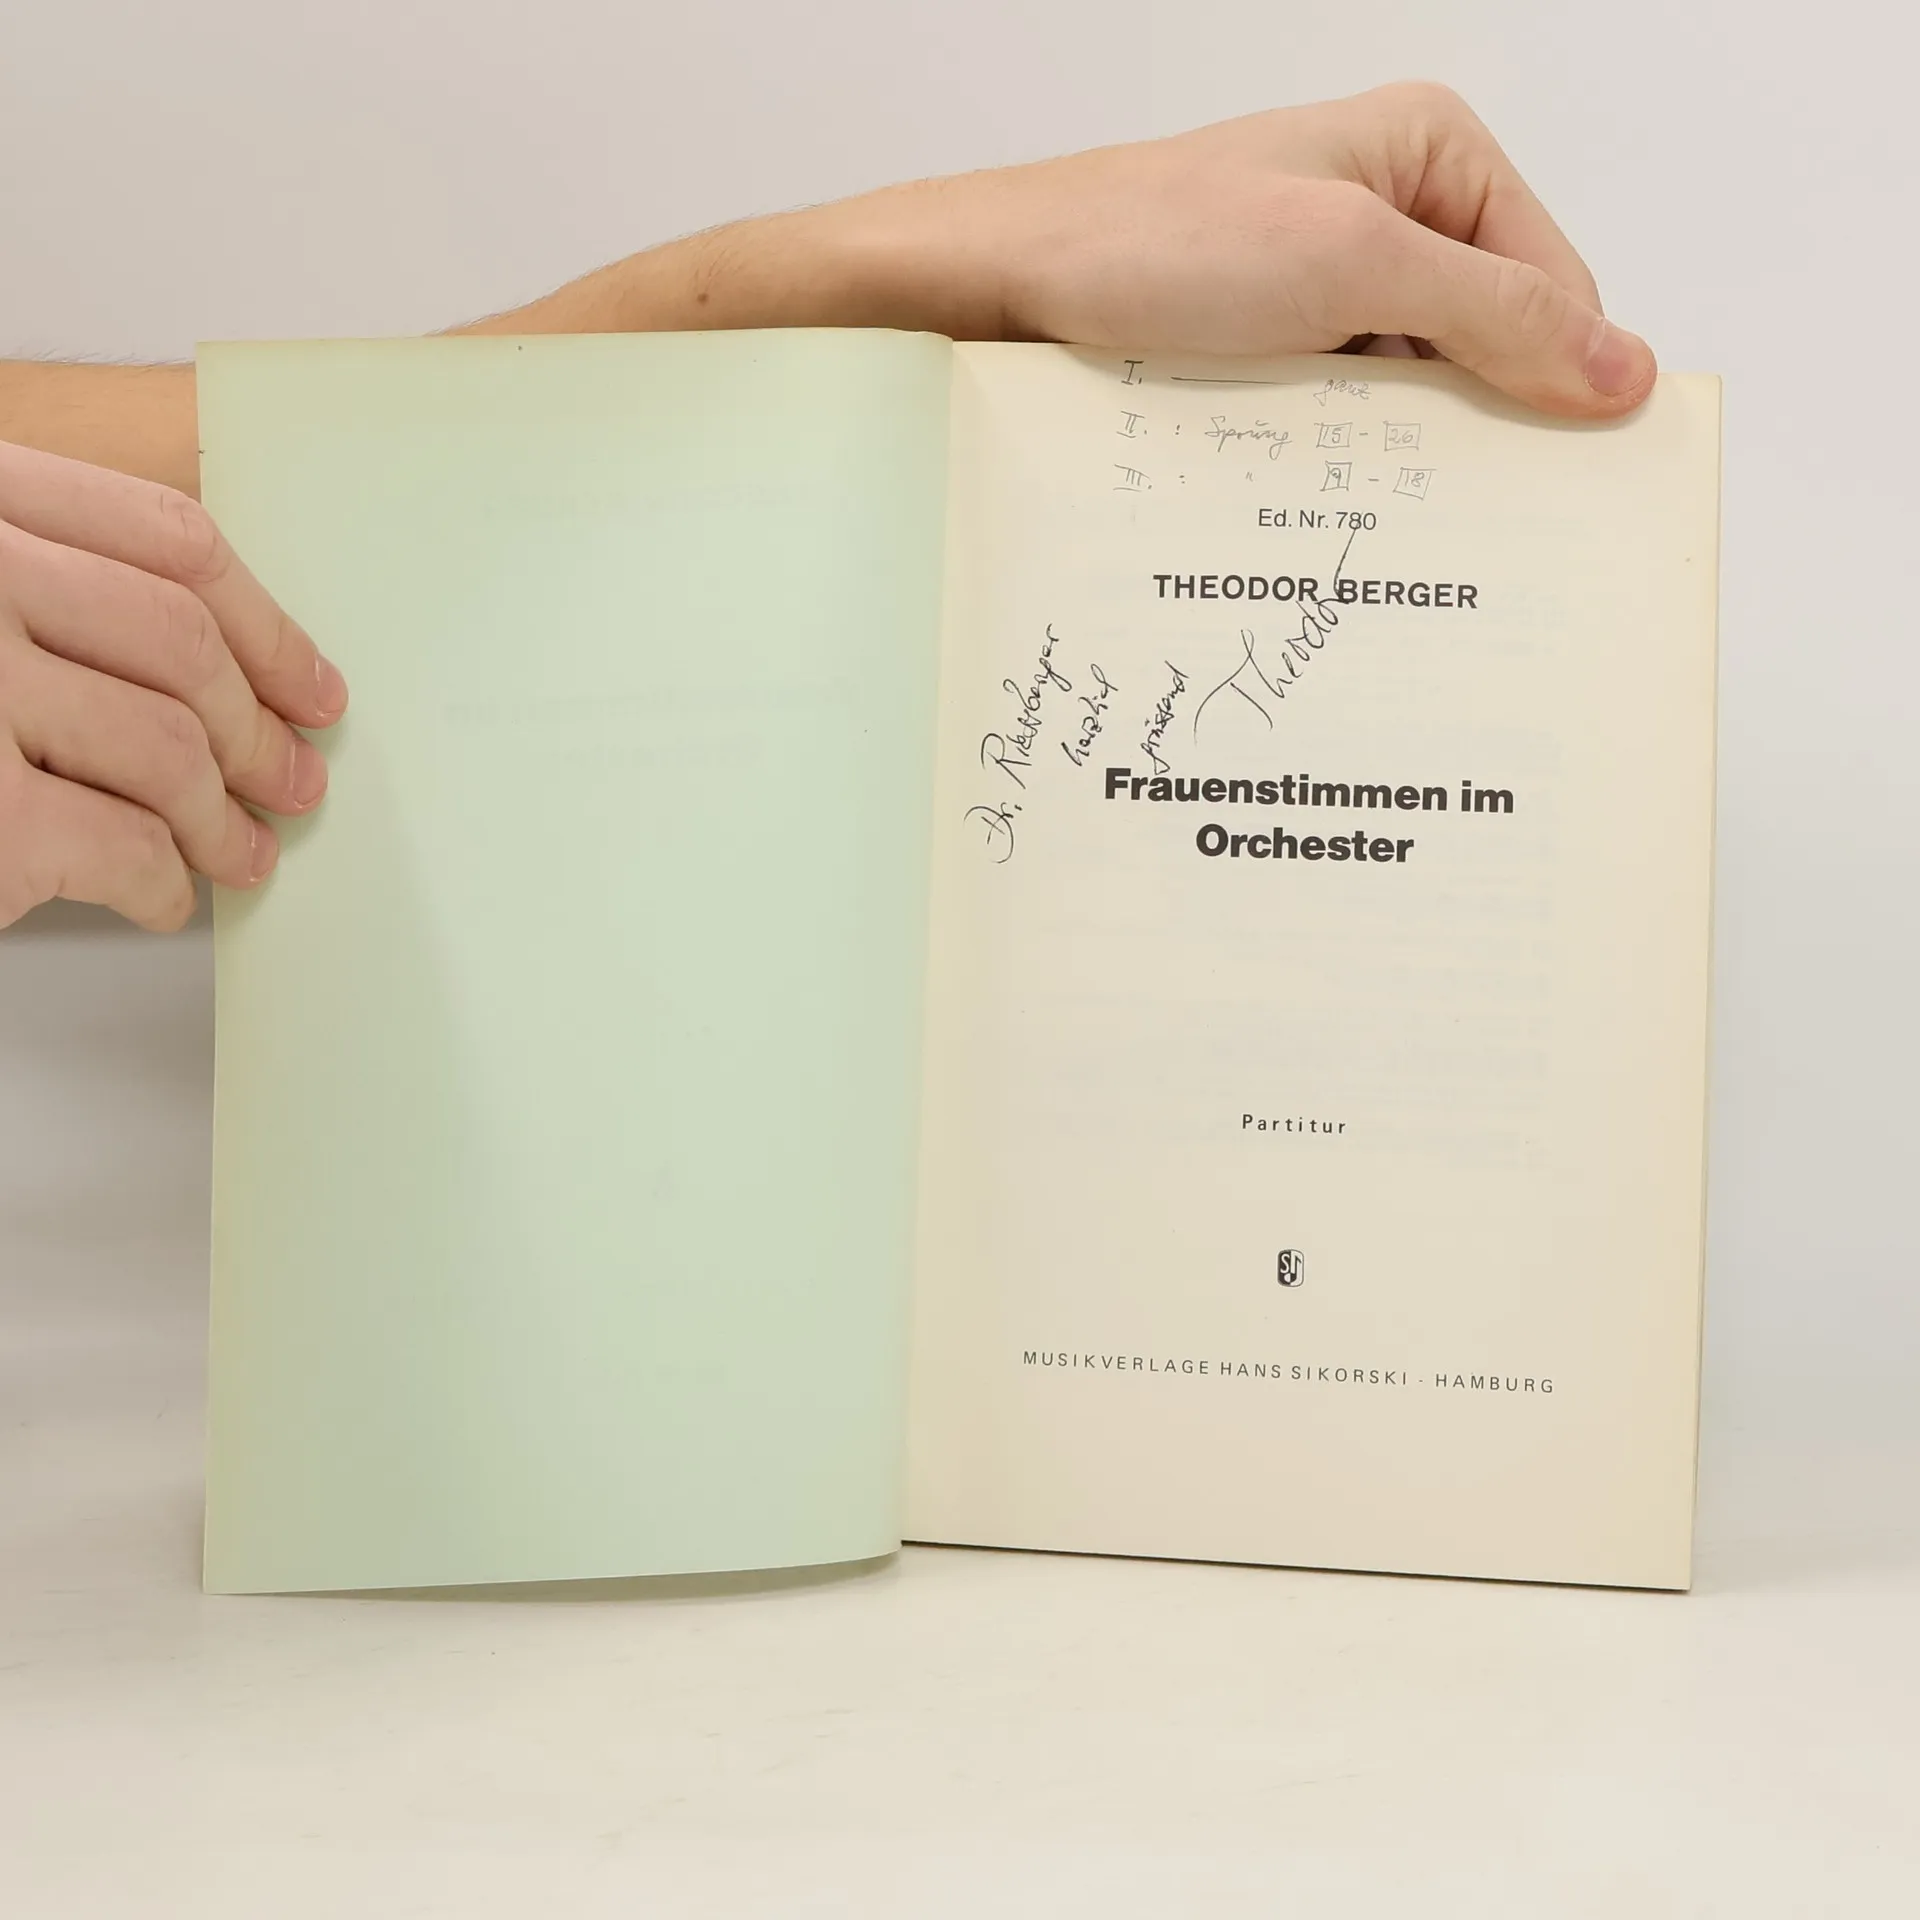 I. ——— ganz
II. : Sprung 15 - 26
III. : " 9 - 18
Ed. Nr. 780
THEODOR BERGER
Dr.
herzlich
grüssend
Theodor
Frauenstimmen im
Orchester
Partitur
MUSIKVERLAGE HANS SIKORSKI - HAMBURG